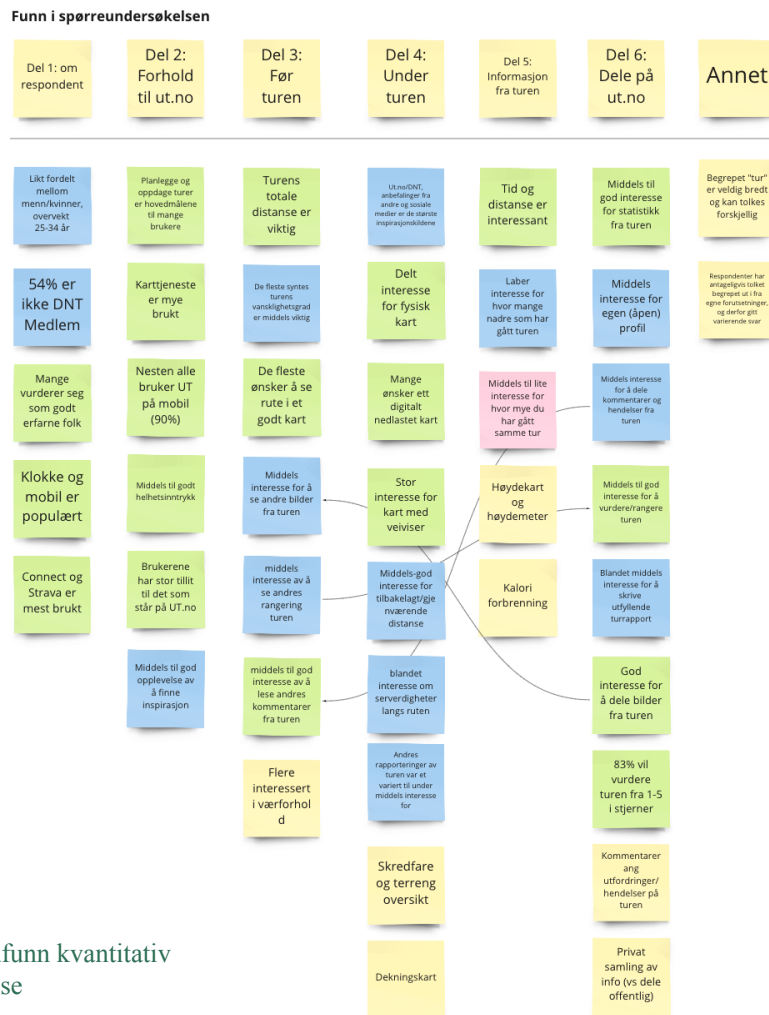 Funn i spørreundersøkelsen
Del 1: om
respondent
Del 2:
Forhold
til ut.no
Del 3:
Før
turen
Del 4:
Under
turen
Del 5:
Informasjon
fra turen
Del 6:
Dele på
ut.no
Annet
Likt fordelt
mellom
menn/kvinner,
overvekt
25-34 år
54% er
ikke DNT
Medlem
Mange
vurderer seg
som godt
erfarne folk
Klokke og
mobil er
populært
Connect og
Strava er
mest brukt
Planlegge og
oppdage turer
er hovedmålene
til mange
brukere
Karttjeneste
er mye
brukt
Nesten alle
bruker UT
på mobil
(90%)
Middels til godt
helhetsinntrykk
Brukerene
har stor tillit
til det som
står på UT.no
Middels til god
opplevelse av
å finne
inspirasjon
Turens
totale
distanse er
viktig
De fleste syntes
turens
vansklighetsgrad
er middels viktig
De fleste
ønsker å se
rute i et
godt kart
Middels
interesse for å
se andre bilder
fra turen
middels
interesse av å
se andres
rangering
turen
middels til god
interesse av å
lese andres
kommentarer
fra turen
Flere
interessert
i værforhol
d
Ut.no/DNT,
anbefalinger fra
andre og sosiale
medier er de største
inspirasjonskildene
Delt
interesse
for fysisk
kart
Mange
ønsker ett
digitalt
nedlastet kart
Stor
interesse for
kart med
veiviser
Middels-god
interesse for
tilbakelagt/gje
nværende
distanse
blandet
interesse om
serverdigheter
langs ruten
Andres
rapporteringer av
turen var et
variert til under
middels interesse
for
Skredfare
og terreng
oversikt
Dekningskart
Tid og
distanse er
interessant
Laber
interesse for
hvor mange
nadre som har
gått turen
Middels til lite
interesse for
hvor mye du
har gått
samme tur
Høydekart
og
høydemeter
Kalori
forbrenning
Middels til
god interesse
for statistikk
fra turen
Middels
interesse for
egen (åpen)
profil
Middels interesse
for å dele
kommentarer og
hendelser fra
turen
Middels til god
interesse for å
vurdere/rangere
turen
Blandet middels
interesse for å
skrive
utfyllende
turrapport
God
interesse for
å dele bilder
fra turen
83% vil
vurdere
turen fra 1-5
i stjerner
Kommentarer
ang
utfordringer/
hendelser på
turen
Privat
samling av
info (vs dele
offentlig)
Begrepet "tur"
er veldig bredt
og kan tolkes
forskjellig
Respondenter har
antageligvis tolket
begrepet ut i fra
egne forutsetninger,
og derfor gitt
varierende svar
funn kvantitativ
se